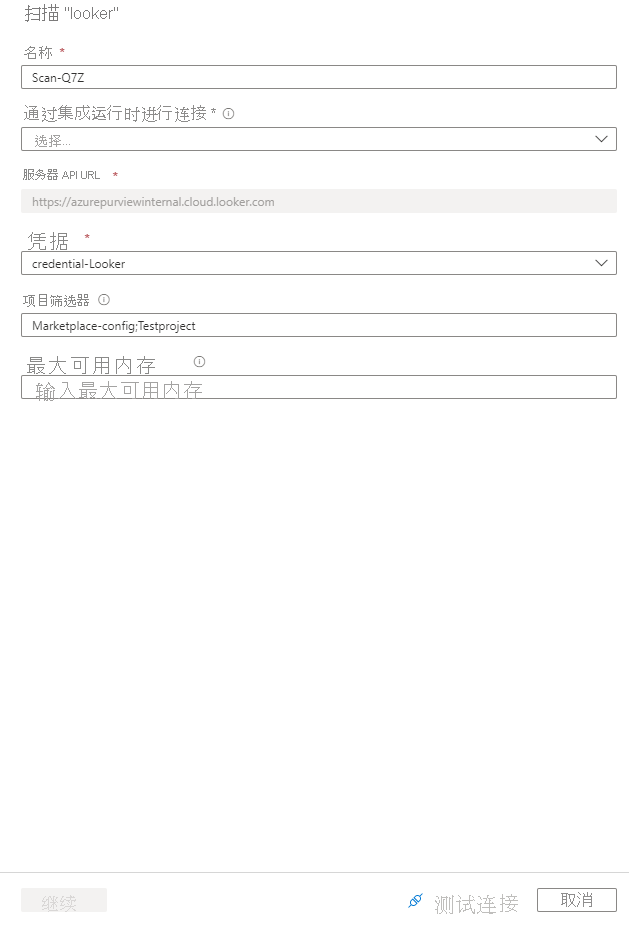 扫描 "looker"
名称 *
Scan-Q7Z
通过集成运行时进行连接 *
选择...
服务器 API URL *
https://azurepurviewinternal.cloud.looker.com
凭据 *
credential-Looker
项目筛选器
Marketplace-config;Testproject
最大可用内存
输入最大可用内存
继续 测试连接 取消